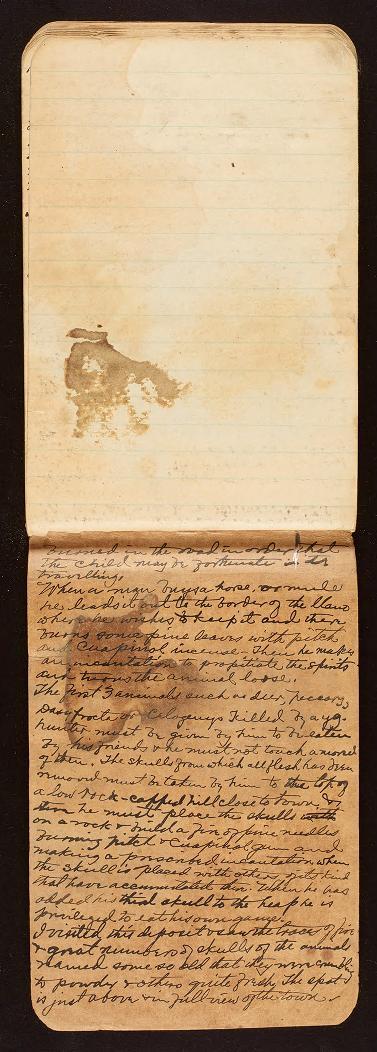 burned in the road in order that
the child may be fortunate in its
travelling.
When a man buys a horse, or mule
he leads it out to the border of the llano
where he wishes to keep it and there
burns some pine leaves with pitch
and Cuapinol incense - Then he makes
an incantation to propitiate the spirits
and turns the animal loose.
The first 3 animals such as deer, peccary,
Dasyprocta or Celogenys killed by a yg.
hunter must be given by him to be eaten
by his friends & he must not touch a morsel
of them. The skulls from which all flesh has been
removed must be taken by him to the top of
a low rock-capped hill close to town, &
he must place the skulls
on a rock & build a fire of pine needles
burning pitch & Cuapinol gum and
making a prescribed incantation when
the skull is placed with others of its kind
that have accumulated there. When he has
added his third skull to the heap he is
privileged to eat his own game.
I visited this deposit & saw the traces of fire
& great numbers of skulls of the animals
named some so old that they were crumbling
to powder & others quite fresh, the spot
is just above & in full view of the town.